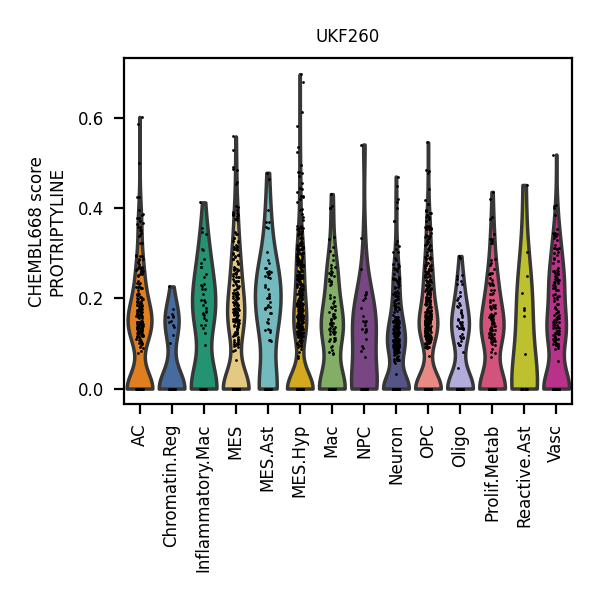 UKF260
CHEMBL668 score
PROTRIPTYLINE
0.6
0.4
0.2
0.0
AC
Chromatin.Reg
Inflammatory.Mac
MES
MES.Ast
MES.Hyp
Mac
NPC
Neuron
OPC
Oligo
Prolif.Metab
Reactive.Ast
Vasc